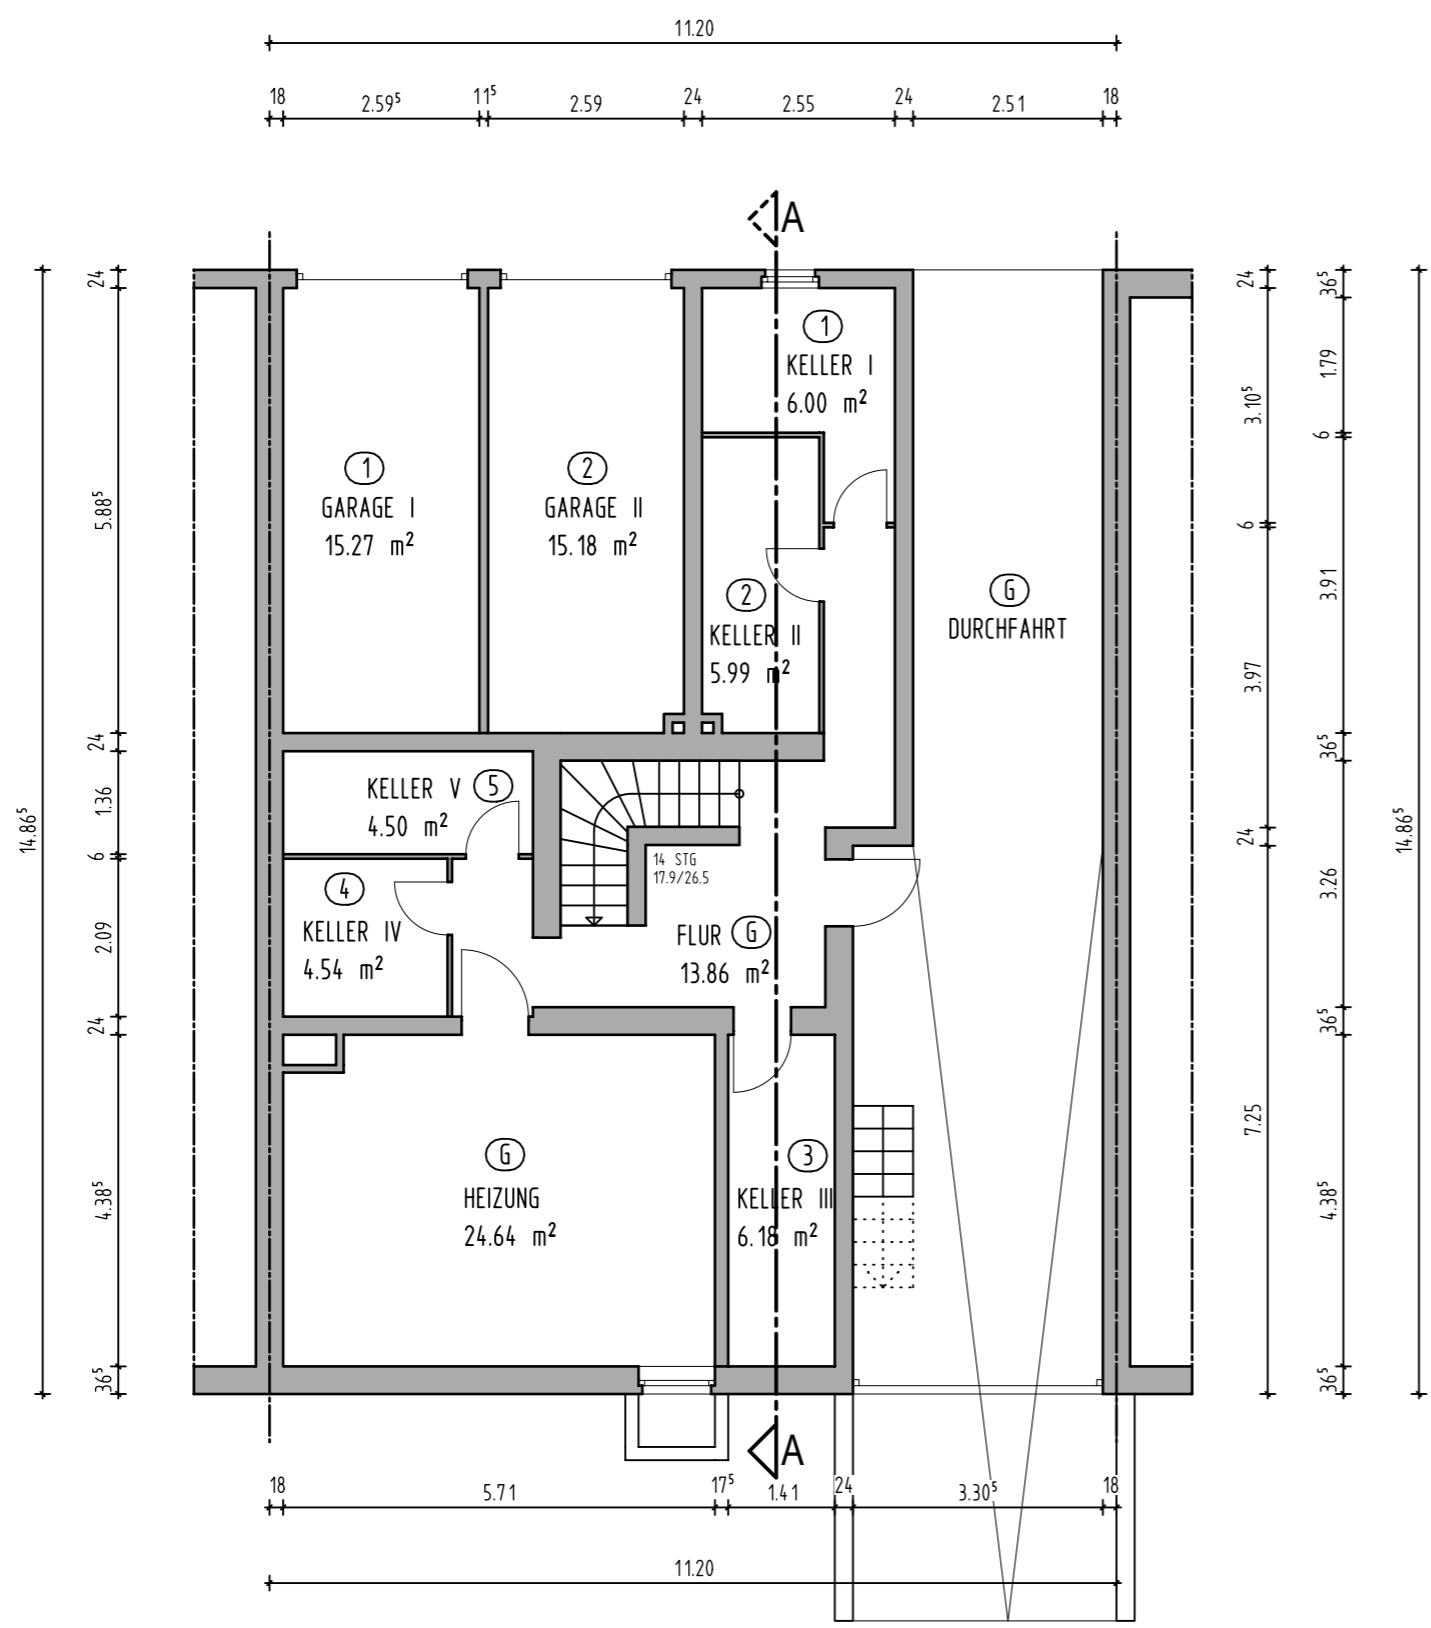 11.20
18 2.59⁵ 11⁵ 2.59 24 2.55 24 2.51 18
A
24 5.88⁵ 24 1.36 6 2.09 24 4.38⁵ 36⁵
14.86⁵
1
GARAGE I
15.27 m²
2
GARAGE II
15.18 m²
1
KELLER I
6.00 m²
2
KELLER II
5.99 m²
G
DURCHFAHRT
KELLER V 5
4.50 m²
4
KELLER IV
4.54 m²
14 STG
17.9/26.5
FLUR G
13.86 m²
G
HEIZUNG
24.64 m²
3
KELLER III
6.18 m²
24 3.10⁵ 6 3.97 24 7.25
36⁵ 1.79 6 3.91 36⁵ 3.26 36⁵ 4.38⁵ 36⁵
14.86⁵
A
18 5.71 17⁵ 1.41 24 3.30⁵ 18
11.20